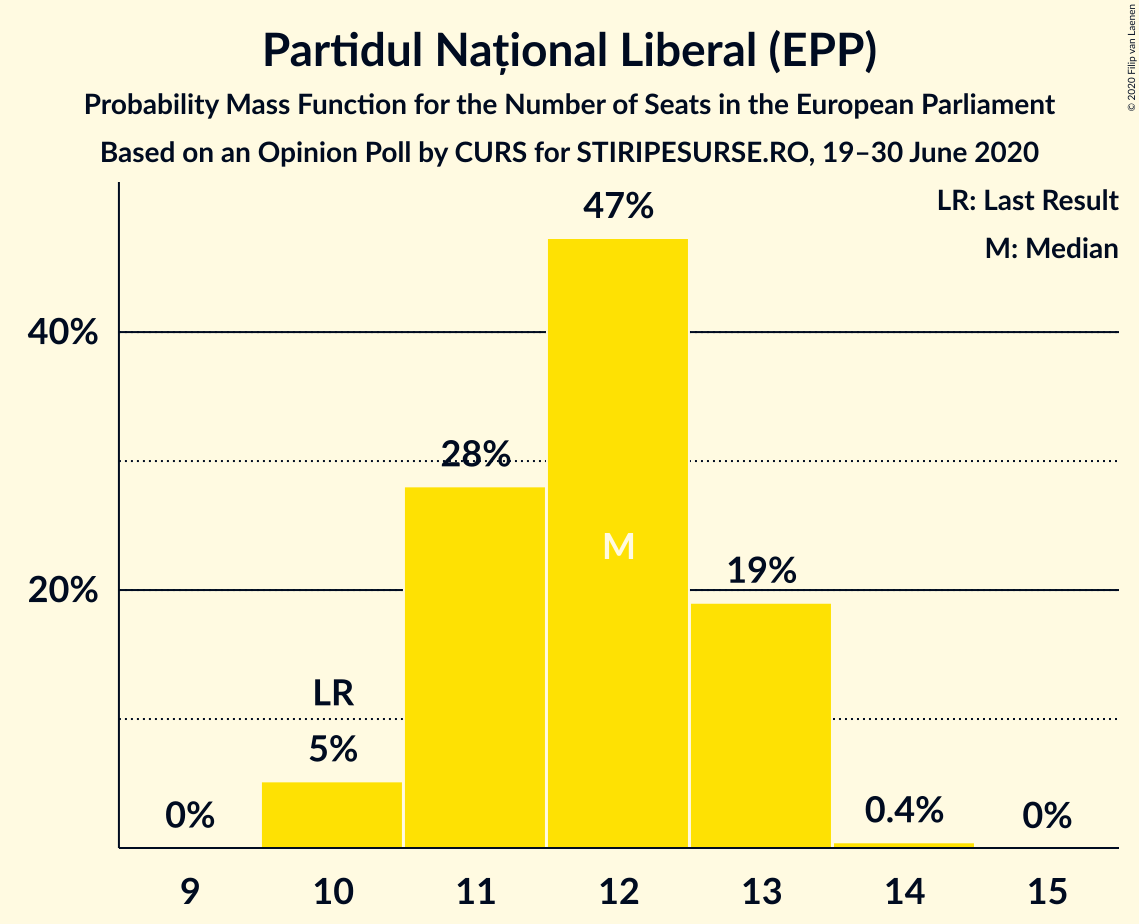 Partidul Național Liberal (EPP)
Probability Mass Function for the Number of Seats in the European Parliament
Based on an Opinion Poll by CURS for STIRIPESURSE.RO, 19–30 June 2020
© 2020 Filip van Laenen
LR: Last Result
M: Median
47%
40%
28%
M
19%
20%
LR
5%
0%
0.4%
0%
9 10 11 12 13 14 15